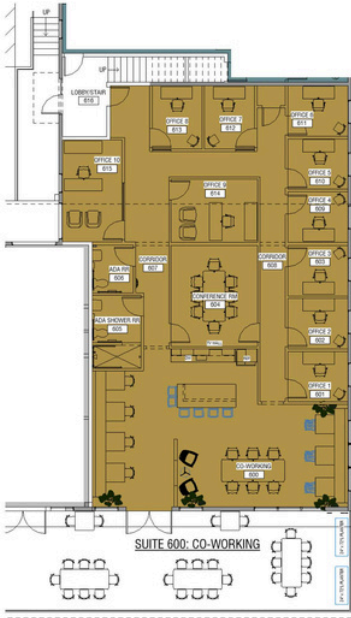 UP
UP
LOBBY/STAIR
616
OFFICE 8
613
OFFICE 7
612
OFFICE 6
611
OFFICE 10
615
OFFICE 5
610
OFFICE 9
614
OFFICE 4
609
ADA RR
606
CORRIDOR
607
CORRIDOR
608
OFFICE 3
603
CONFERENCE RM
604
ADA SHOWER RR
605
OFFICE 2
602
OFFICE 1
601
CO-WORKING
600
SUITE 600: CO-WORKING